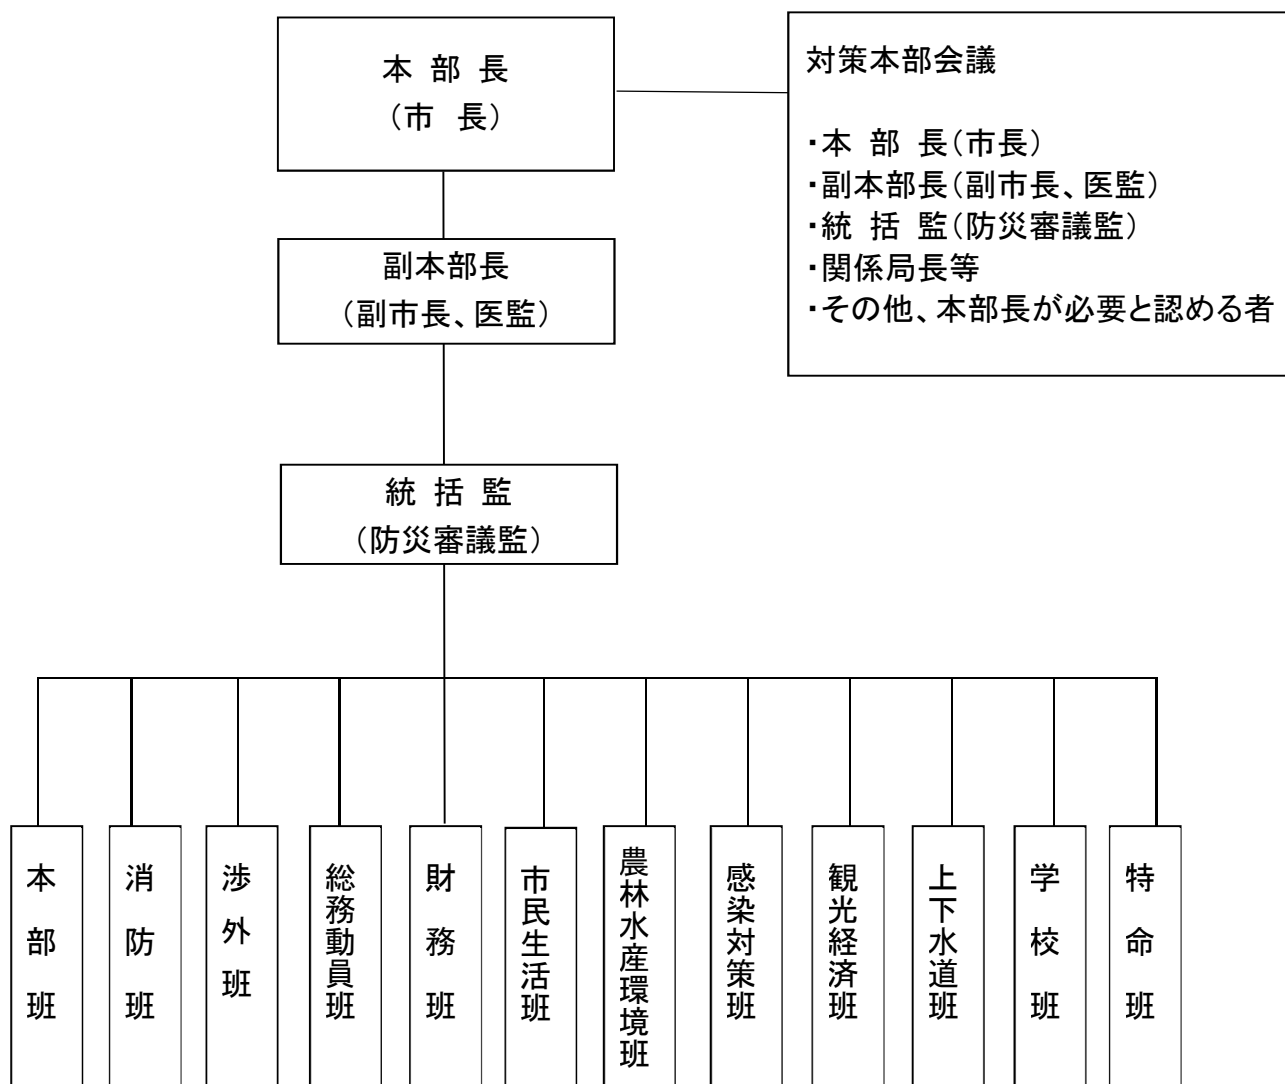 本 部 長
（市 長）
対策本部会議
・本 部 長（市長）
・副本部長（副市長、医監）
・統 括 監（防災審議監）
・関係局長等
・その他、本部長が必要と認める者
副本部長
（副市長、医監）
統 括 監
（防災審議監）
本部班
消防班
渉外班
総務動員班
財務班
市民生活班
農林水産環境班
感染対策班
観光経済班
上下水道班
学校班
特命班